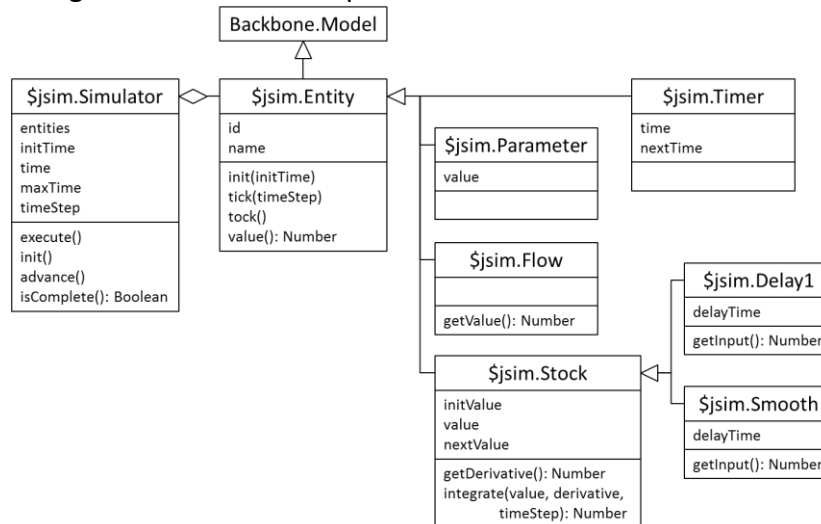 Backbone.Model
$jsim.Simulator
entities
initTime
time
maxTime
timeStep
execute()
init()
advance()
isComplete(): Boolean
$jsim.Entity
id
name
init(initTime)
tick(timeStep)
tock()
value(): Number
$jsim.Timer
time
nextTime
$jsim.Parameter
value
$jsim.Flow
getValue(): Number
$jsim.Stock
initValue
value
nextValue
getDerivative(): Number
integrate(value, derivative,
timeStep): Number
$jsim.Delay1
delayTime
getInput(): Number
$jsim.Smooth
delayTime
getInput(): Number